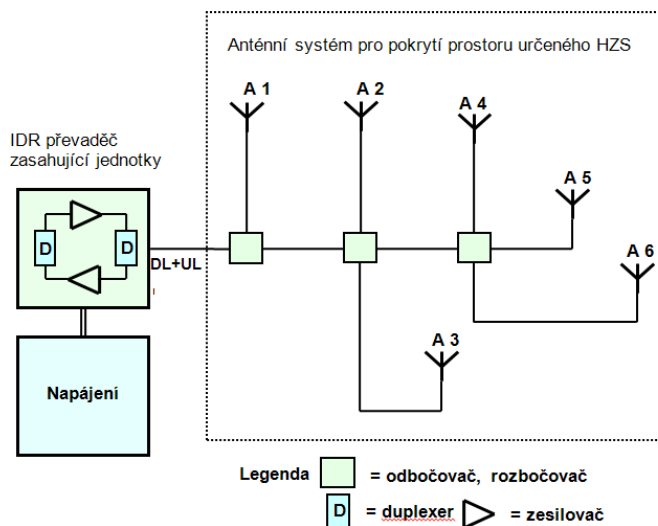 Anténní systém pro pokrytí prostoru určeného HZS
A 1
A 2
A 4
IDR převaděč
zasahující jednotky
A 5
D
D
DL+UL
A 6
A 3
Napájení
Legenda
= odbočovač, rozbočovač
D
= duplexer
= zesilovač